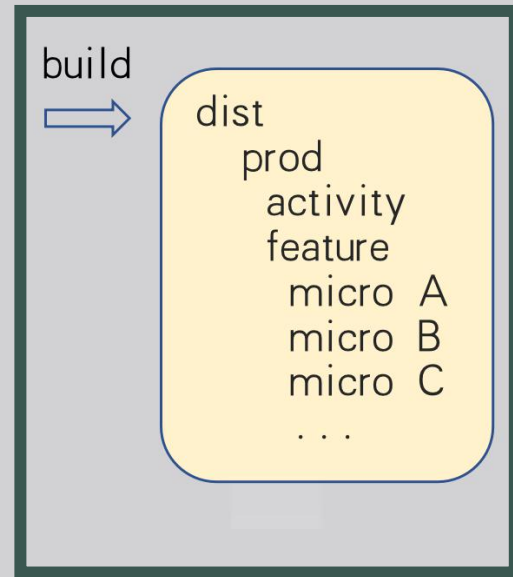 build
dist
prod
activity
feature
micro A
micro B
micro C
...